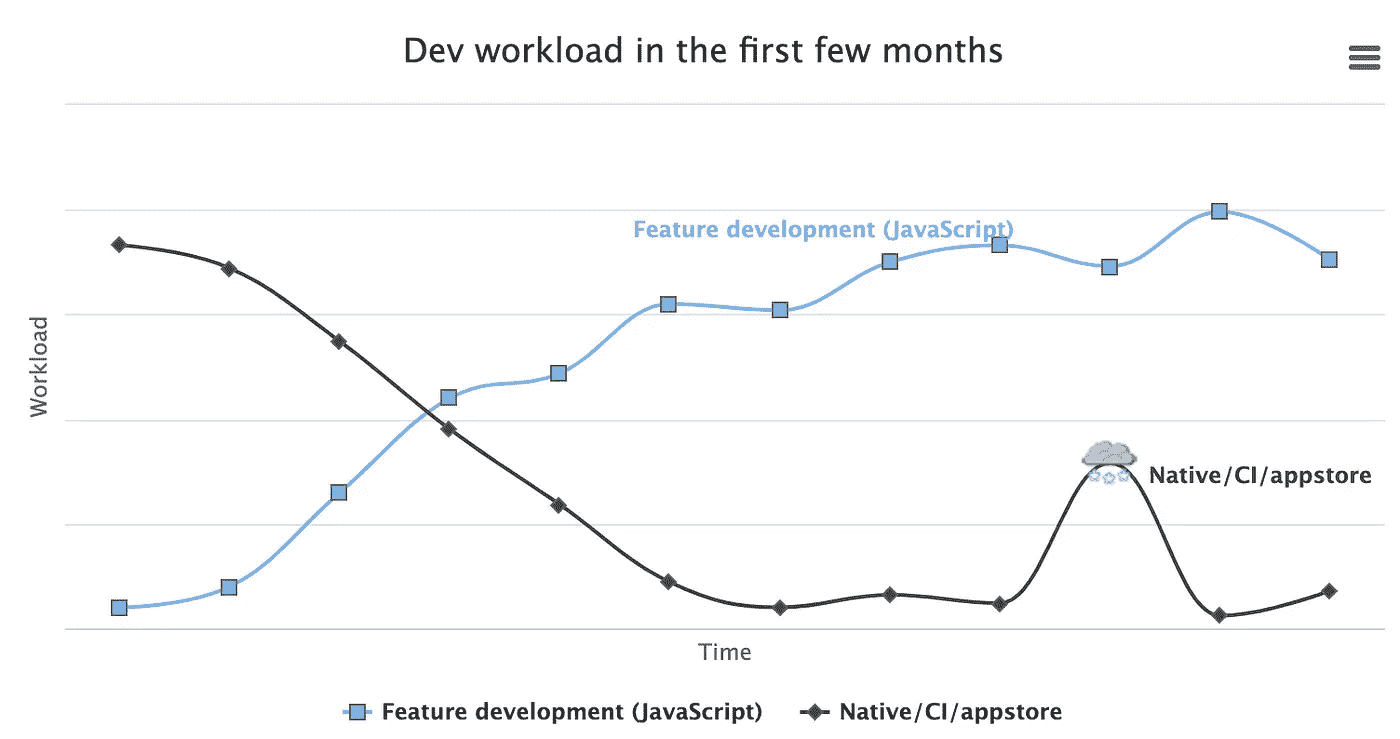 Dev workload in the first few months
Feature development (JavaScript)
Workload
Native/CI/appstore
Time
Feature development (JavaScript)
Native/CI/appstore